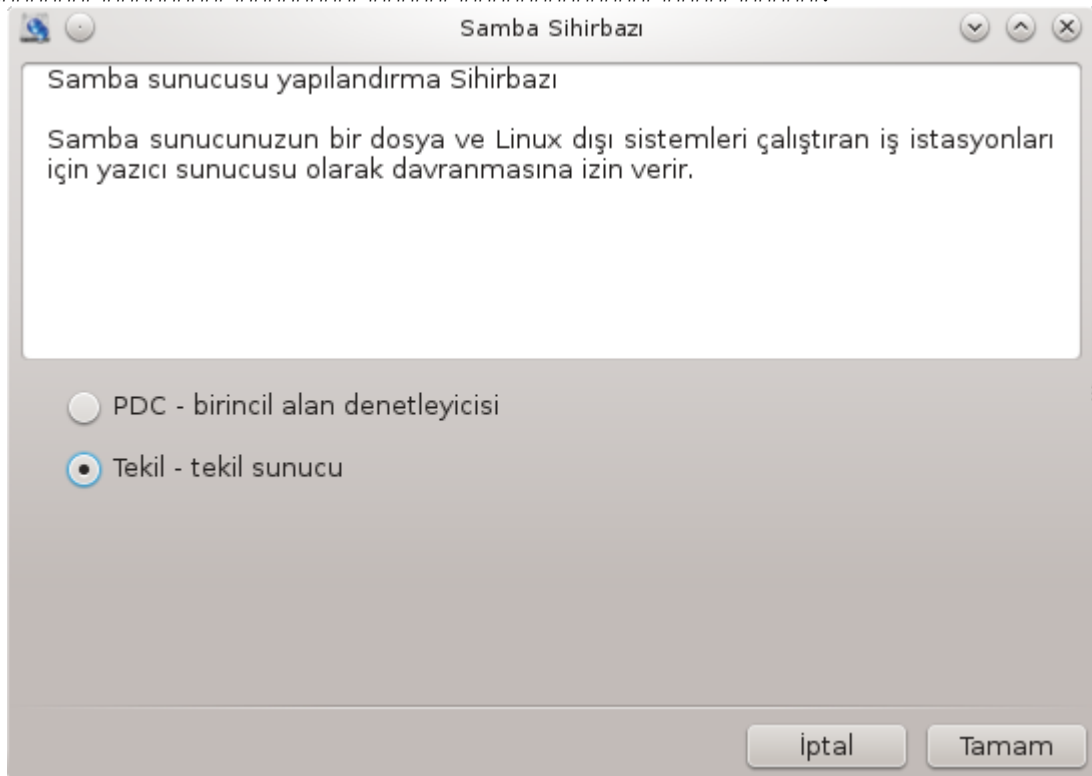 Samba Sihirbazı
Samba sunucusu yapılandırma Sihirbazı
Samba sunucunuzun bir dosya ve Linux dışı sistemleri çalıştıran iş istasyonları
için yazıcı sunucusu olarak davranmasına izin verir.
PDC - birincil alan denetleyicisi
Tekil - tekil sunucu
İptal
Tamam